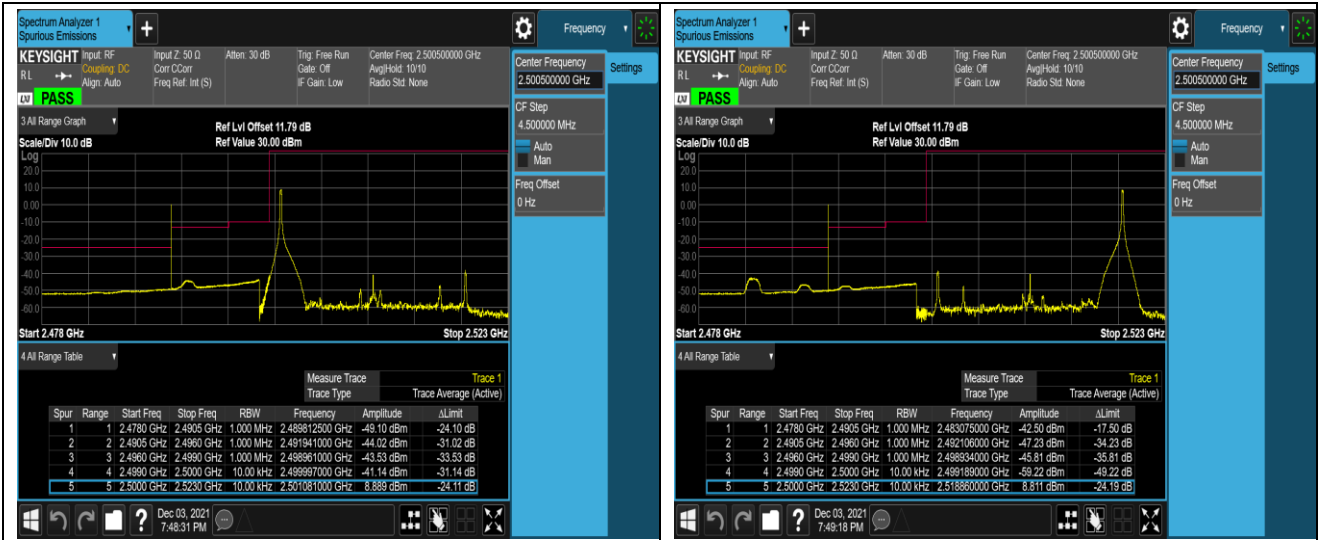 Spectrum Analyzer 1
Spurious Emissions
Frequency
KEYSIGHT Input: RF Input Z: 50 Ω Atten: 30 dB Trig: Free Run Center Freq: 2.500500000 GHz
Coupling: DC Corr CCorr Gate: Off Avg|Hold: 10/10
RL Align: Auto Freq Ref: Int (S) IF Gain: Low Radio Std: None
LXI PASS
Center Frequency
2.500500000 GHz
Settings
CF Step
4.500000 MHz
Auto
Man
Freq Offset
0 Hz
3 All Range Graph
Ref Lvl Offset 11.79 dB
Scale/Div 10.0 dB Ref Value 30.00 dBm
Log
20.0
10.0
0.00
-10.0
-20.0
-30.0
-40.0
-50.0
-60.0
Start 2.478 GHz Stop 2.523 GHz
4 All Range Table
Measure Trace Trace 1
Trace Type Trace Average (Active)
Spur Range Start Freq Stop Freq RBW Frequency Amplitude ΔLimit
1 1 2.4780 GHz 2.4905 GHz 1.000 MHz 2.489812500 GHz -49.10 dBm -24.10 dB
2 2 2.4905 GHz 2.4960 GHz 1.000 MHz 2.491941000 GHz -44.02 dBm -31.02 dB
3 3 2.4960 GHz 2.4990 GHz 1.000 MHz 2.498961000 GHz -43.53 dBm -33.53 dB
4 4 2.4990 GHz 2.5000 GHz 10.00 kHz 2.499997000 GHz -41.14 dBm -31.14 dB
5 5 2.5000 GHz 2.5230 GHz 10.00 kHz 2.501081000 GHz 8.889 dBm -24.11 dB
Dec 03, 2021
7:48:31 PM
Spectrum Analyzer 1
Spurious Emissions
Frequency
KEYSIGHT Input: RF Input Z: 50 Ω Atten: 30 dB Trig: Free Run Center Freq: 2.500500000 GHz
Coupling: DC Corr CCorr Gate: Off Avg|Hold: 10/10
RL Align: Auto Freq Ref: Int (S) IF Gain: Low Radio Std: None
LXI PASS
Center Frequency
2.500500000 GHz
Settings
CF Step
4.500000 MHz
Auto
Man
Freq Offset
0 Hz
3 All Range Graph
Ref Lvl Offset 11.79 dB
Scale/Div 10.0 dB Ref Value 30.00 dBm
Log
20.0
10.0
0.00
-10.0
-20.0
-30.0
-40.0
-50.0
-60.0
Start 2.478 GHz Stop 2.523 GHz
4 All Range Table
Measure Trace Trace 1
Trace Type Trace Average (Active)
Spur Range Start Freq Stop Freq RBW Frequency Amplitude ΔLimit
1 1 2.4780 GHz 2.4905 GHz 1.000 MHz 2.483075000 GHz -42.50 dBm -17.50 dB
2 2 2.4905 GHz 2.4960 GHz 1.000 MHz 2.492106000 GHz -47.23 dBm -34.23 dB
3 3 2.4960 GHz 2.4990 GHz 1.000 MHz 2.498934000 GHz -45.81 dBm -35.81 dB
4 4 2.4990 GHz 2.5000 GHz 10.00 kHz 2.499189000 GHz -59.22 dBm -49.22 dB
5 5 2.5000 GHz 2.5230 GHz 10.00 kHz 2.518860000 GHz 8.811 dBm -24.19 dB
Dec 03, 2021
7:49:18 PM